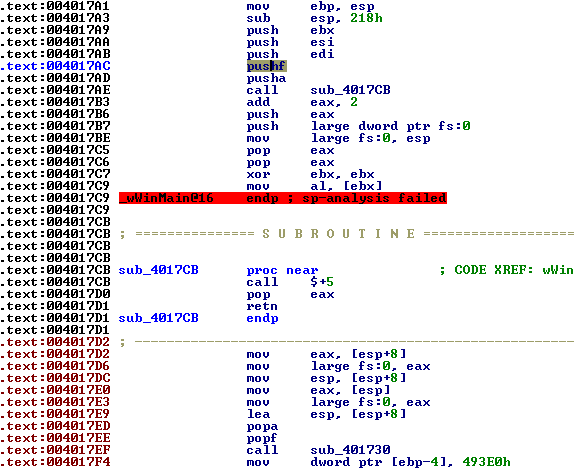 .text:004017A1 mov ebp, esp
.text:004017A3 sub esp, 218h
.text:004017A9 push ebx
.text:004017AA push esi
.text:004017AB push edi
.text:004017AC pushf
.text:004017AD pusha
.text:004017AE call sub_4017CB
.text:004017B3 add eax, 2
.text:004017B6 push eax
.text:004017B7 push large dword ptr fs:0
.text:004017BE mov large fs:0, esp
.text:004017C5 pop eax
.text:004017C6 pop eax
.text:004017C7 xor ebx, ebx
.text:004017C9 mov al, [ebx]
.text:004017C9 _wWinMain@16 endp ; sp-analysis failed
.text:004017C9
.text:004017CB
.text:004017CB ; =============== S U B R O U T I N E ===================
.text:004017CB
.text:004017CB
.text:004017CB sub_4017CB proc near ; CODE XREF: wWin
.text:004017CB call $+5
.text:004017D0 pop eax
.text:004017D1 retn
.text:004017D1 sub_4017CB endp
.text:004017D1
.text:004017D2 ; ---------------------------------------------------------
.text:004017D2 mov eax, [esp+8]
.text:004017D6 mov large fs:0, eax
.text:004017DC mov esp, [esp+8]
.text:004017E0 mov eax, [esp]
.text:004017E3 mov large fs:0, eax
.text:004017E9 lea esp, [esp+8]
.text:004017ED popa
.text:004017EE popf
.text:004017EF call sub_401730
.text:004017F4 mov dword ptr [ebp-4], 493E0h